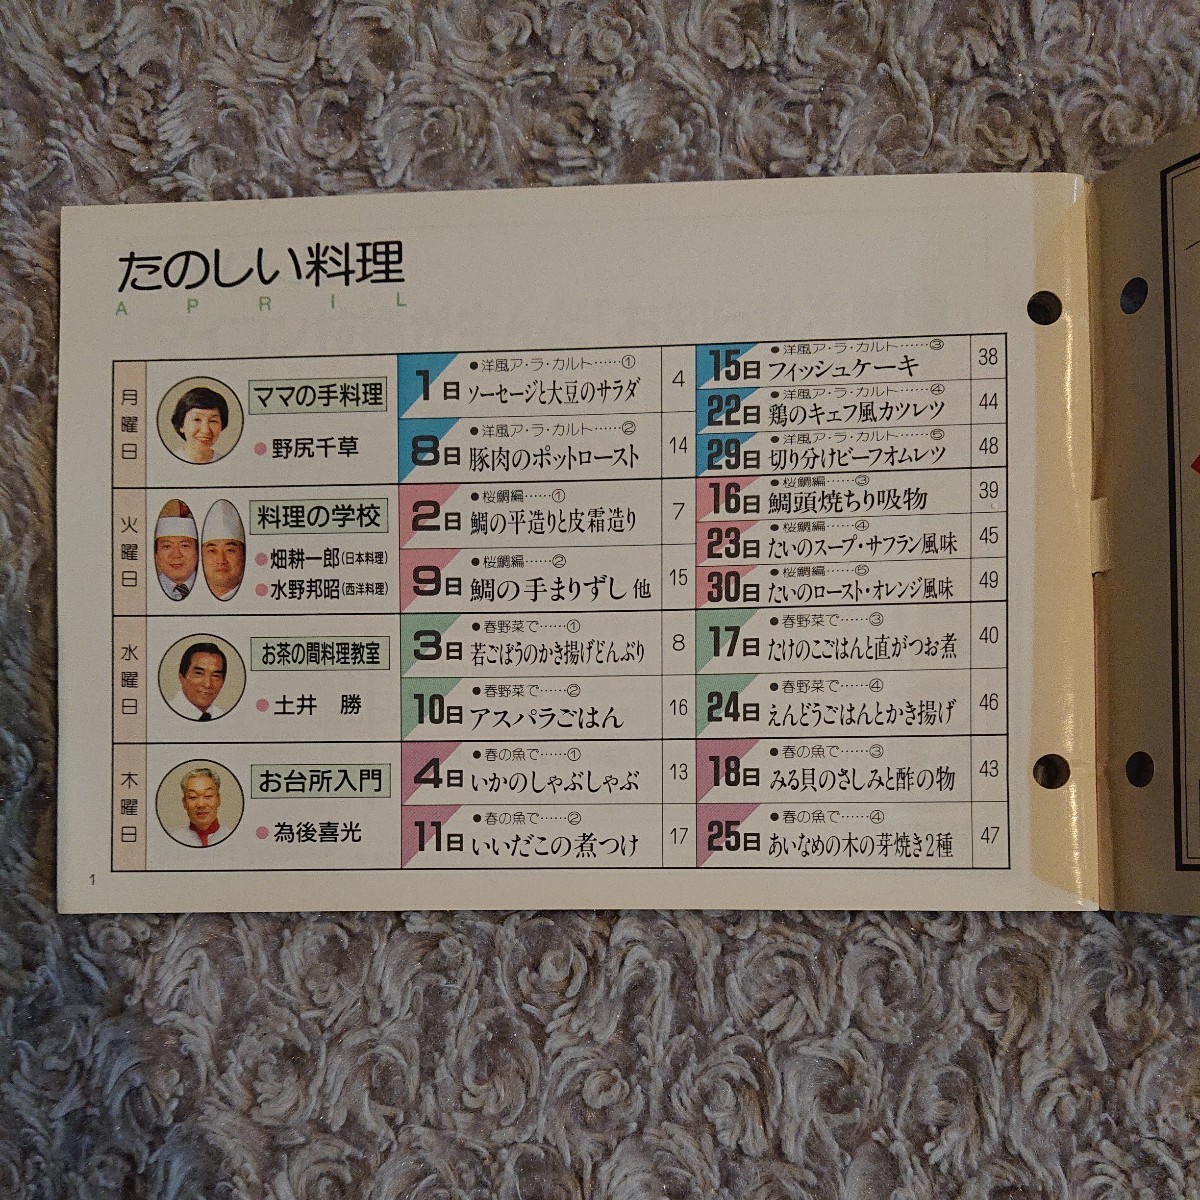 たのしい料理
APRIL
月曜日
ママの手料理
●野尻千草
1日
●洋風ア・ラ・カルト……①
ソーセージと大豆のサラダ
4
8日
●洋風ア・ラ・カルト……②
豚肉のポットロースト
14
15日
●洋風ア・ラ・カルト……③
フィッシュケーキ
38
22日
●洋風ア・ラ・カルト……④
鶏のキェフ風カツレツ
44
29日
●洋風ア・ラ・カルト……⑤
切り分けビーフオムレツ
48
火曜日
料理の学校
●畑耕一郎(日本料理)
●水野邦昭(西洋料理)
2日
●桜鯛編……①
鯛の平造りと皮霜造り
7
9日
●桜鯛編……②
鯛の手まりずし 他
15
16日
●桜鯛編……③
鯛頭焼ちり吸物
39
23日
●桜鯛編……④
たいのスープ・サフラン風味
45
30日
●桜鯛編……⑤
たいのロースト・オレンジ風味
49
水曜日
お茶の間料理教室
●土井 勝
3日
●春野菜で……①
若ごぼうのかき揚げどんぶり
8
10日
●春野菜で……②
アスパラごはん
16
17日
●春野菜で……③
たけのこごはんと直がつお煮
40
24日
●春野菜で……④
えんどうごはんとかき揚げ
46
木曜日
お台所入門
●為後喜光
4日
●春の魚で……①
いかのしゃぶしゃぶ
13
11日
●春の魚で……②
いいだこの煮つけ
17
18日
●春の魚で……③
みる貝のさしみと酢の物
43
25日
●春の魚で……④
あいなめの木の芽焼き2種
47
1